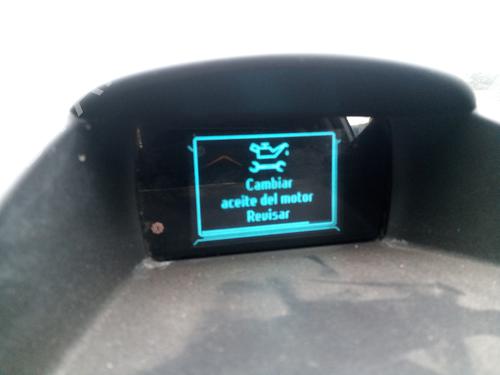 Cambiar
aceite del motor
Revisar